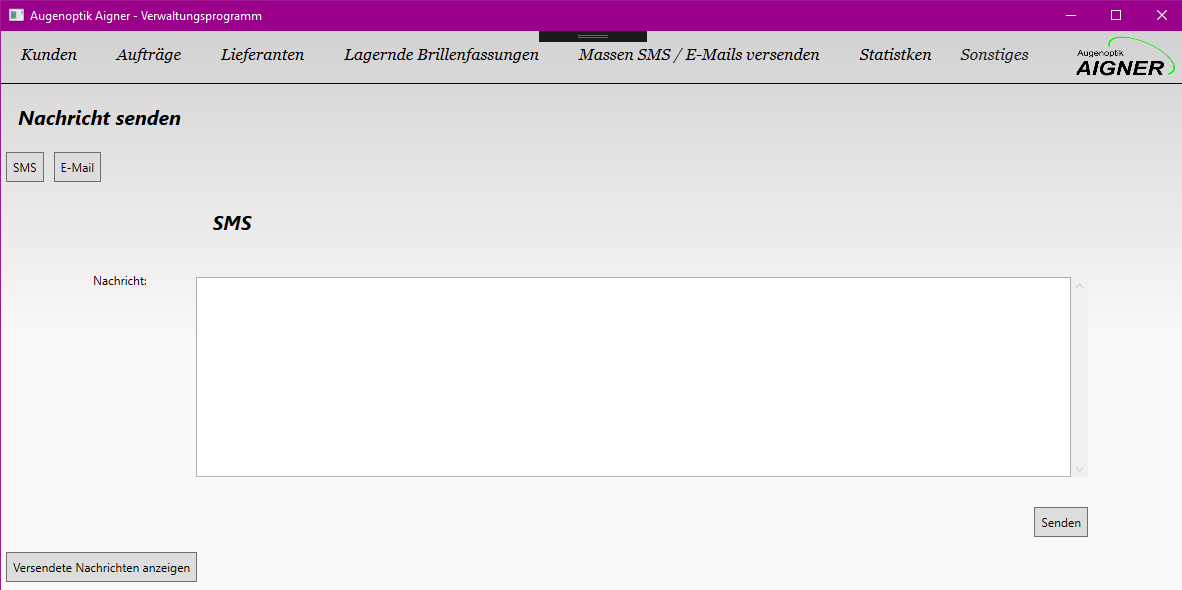 Augenoptik Aigner - Verwaltungsprogramm
Kunden Aufträge Lieferanten Lagernde Brillenfassungen Massen SMS / E-Mails versenden Statistken Sonstiges
Augenoptik
AIGNER
Nachricht senden
SMS E-Mail
SMS
Nachricht:
Senden
Versendete Nachrichten anzeigen